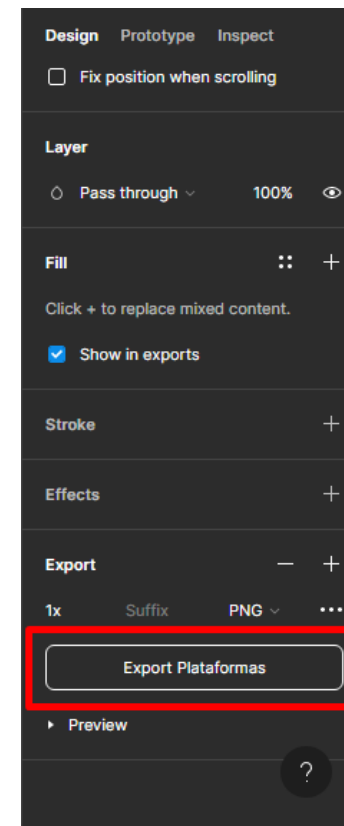 Design Prototype Inspect
Fix position when scrolling
Layer
Pass through 100%
Fill
Click + to replace mixed content.
Show in exports
Stroke
Effects
Export
1x Suffix PNG
Export Plataformas
Preview
?